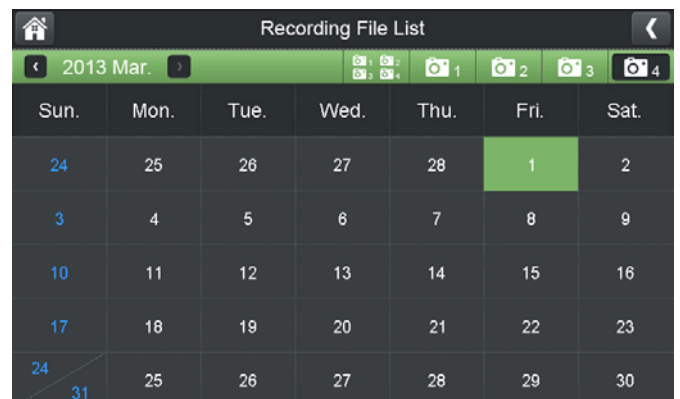 Recording File List
2013 Mar. 1 2 3 4 1 2 3 4
Sun. Mon. Tue. Wed. Thu. Fri. Sat.
24 25 26 27 28 1 2
3 4 5 6 7 8 9
10 11 12 13 14 15 16
17 18 19 20 21 22 23
24 31 25 26 27 28 29 30